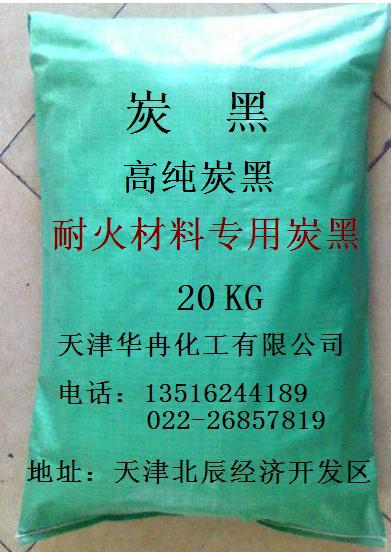 炭 黑
高纯炭黑
耐火材料专用炭黑
20 KG
天津华冉化工有限公司
电话：13516244189
022-26857819
地址：天津北辰经济开发区